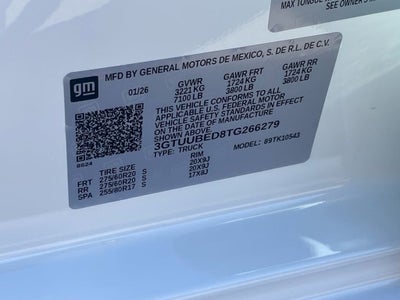 MAX TONGUE
SEE OWNER'S
gm
MFD BY GENERAL MOTORS DE MEXICO, S. DE R.L. DE C.V.
01/26 GVWR GAWR FRT GAWR RR
3221 KG 1724 KG 1724 KG
7100 LB 3800 LB 3800 LB
THIS VEHICLE CONFORMS TO ALL
APPLICABLE U.S. FEDERAL MOTOR
VEHICLE SAFETY STANDARDS IN EFFECT ON THE DATE OF
MANUFACTURE SHOWN ABOVE.
3GTUUBED8TG266279
TYPE: TRUCK MODEL: 89TK10543
8624
TIRE SIZE RIM
FRT 275/60R20 S 20X9J
RR 275/60R20 S 20X9J
SPA 255/80R17 S 17X8J